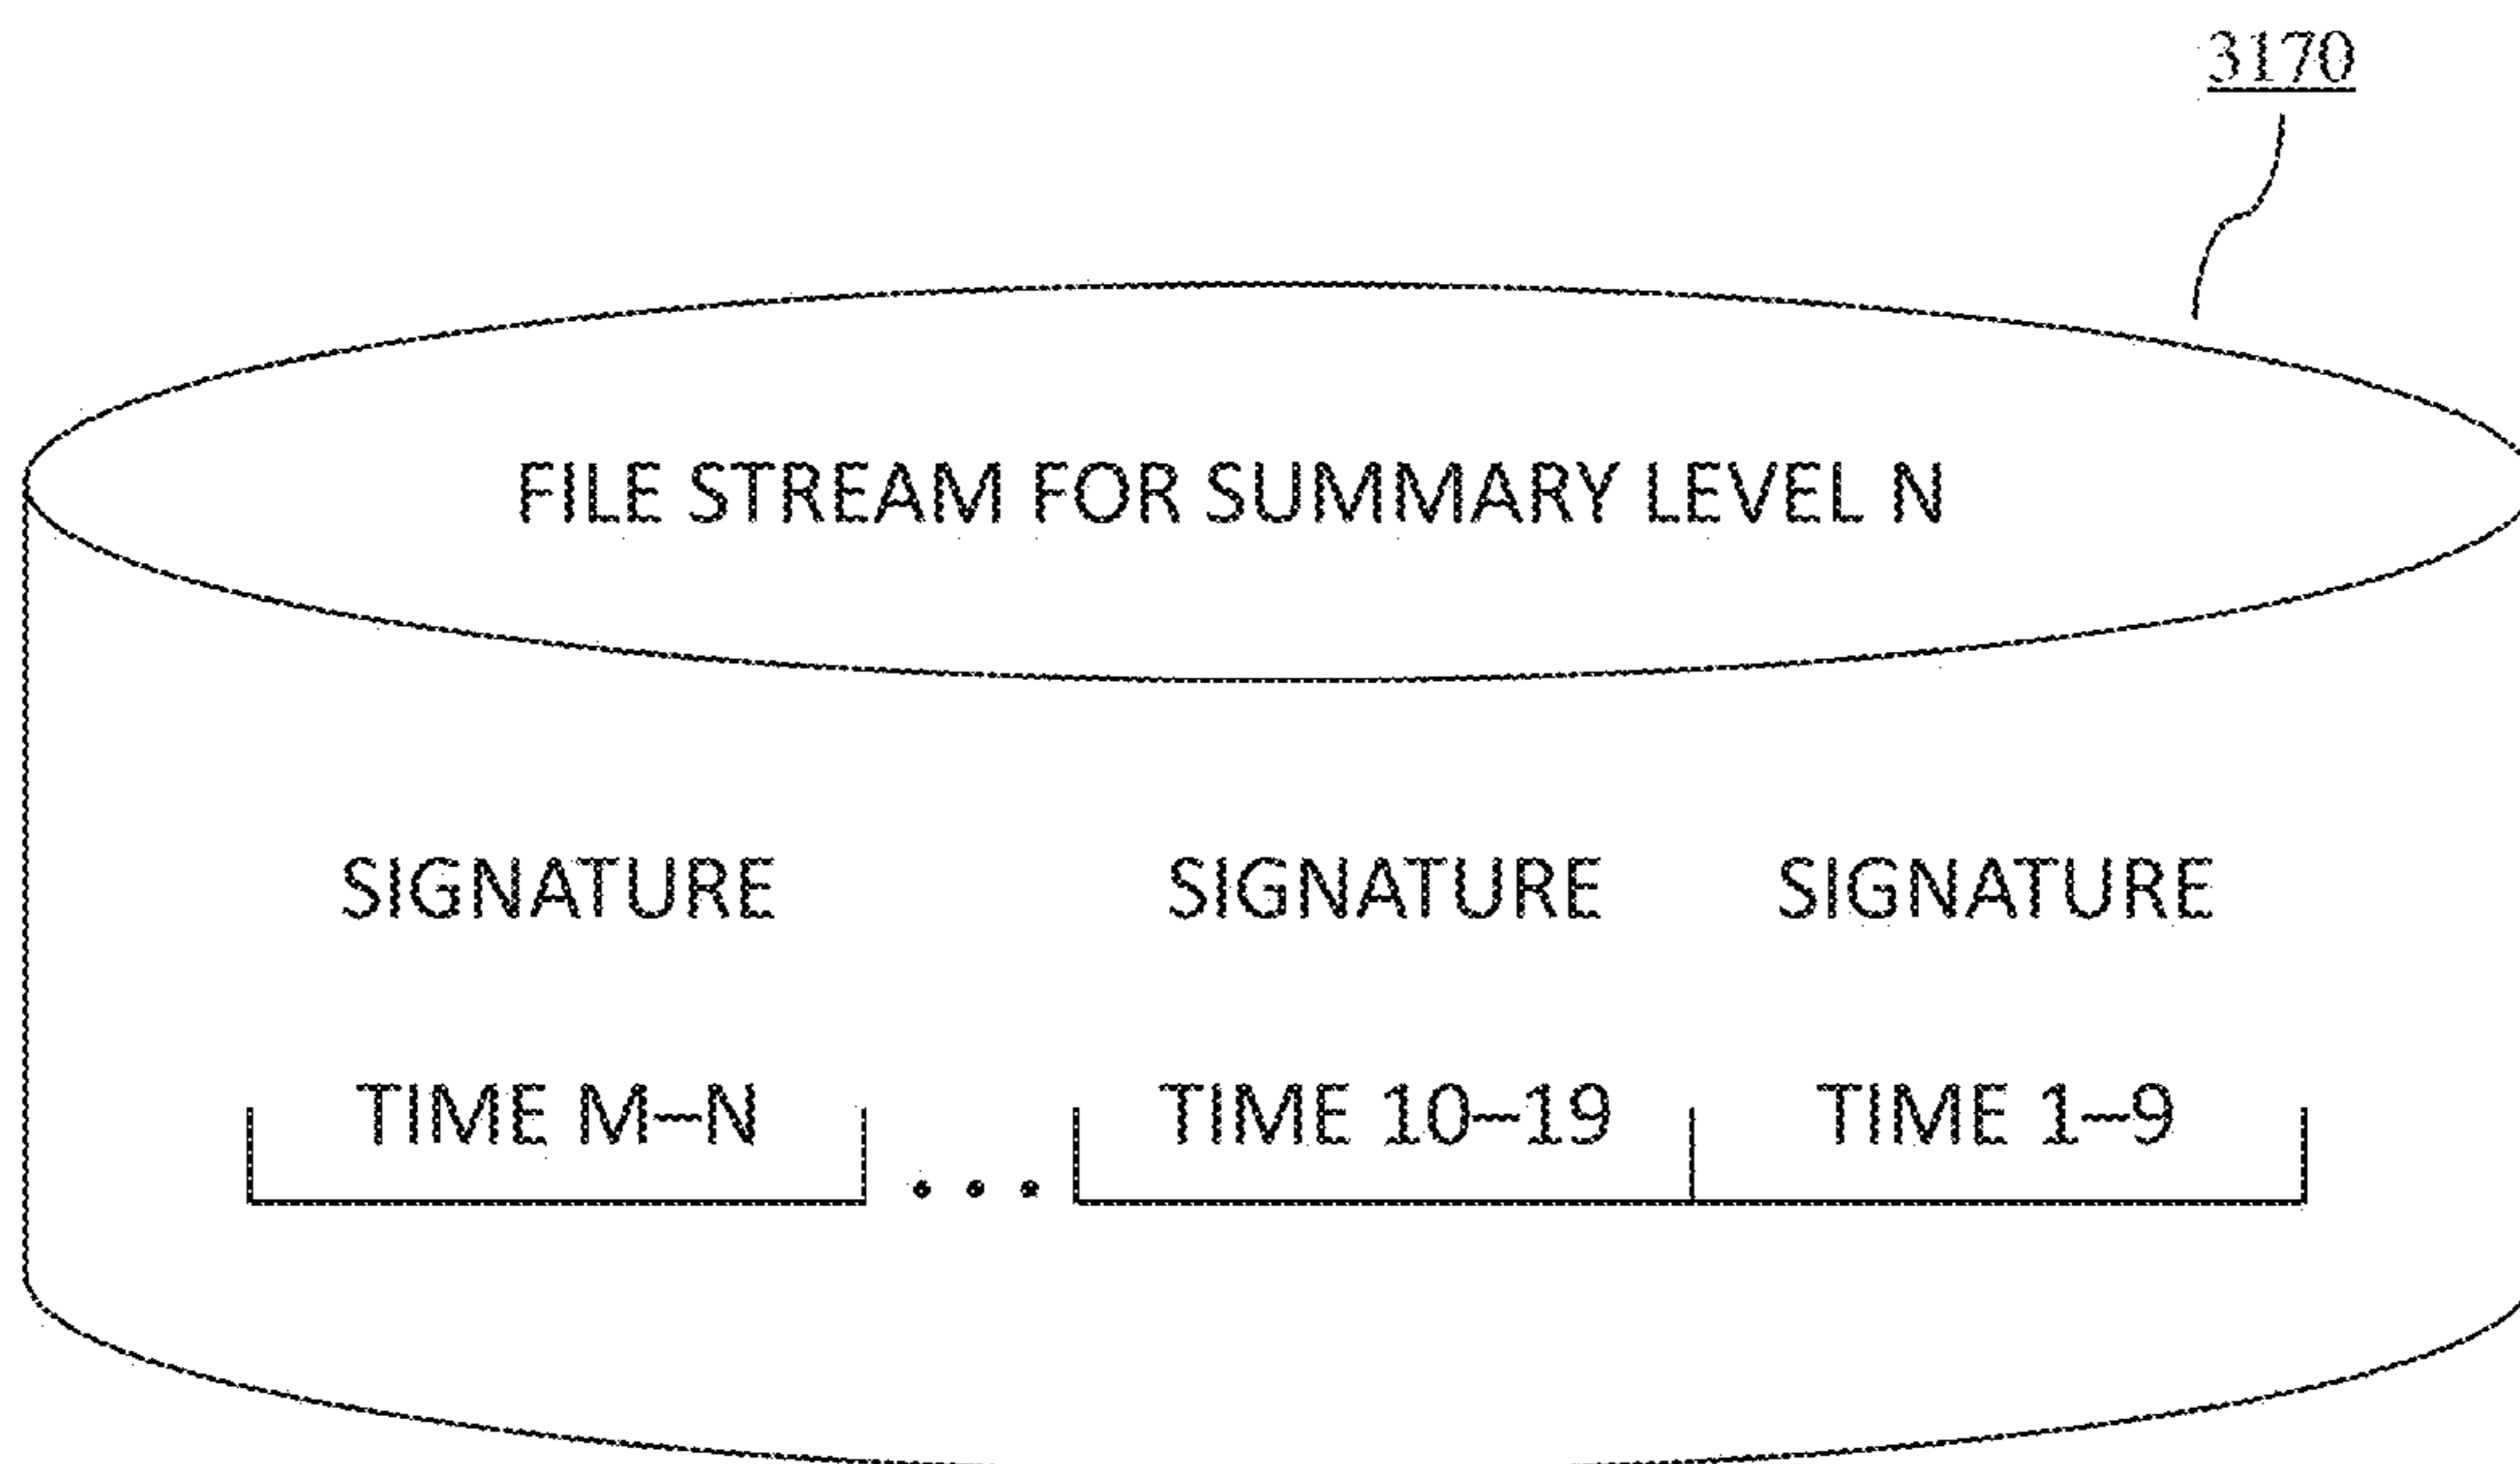 3170
FILE STREAM FOR SUMMARY LEVEL N
SIGNATURE SIGNATURE SIGNATURE
TIME M–N ... TIME 10–19 TIME 1–9